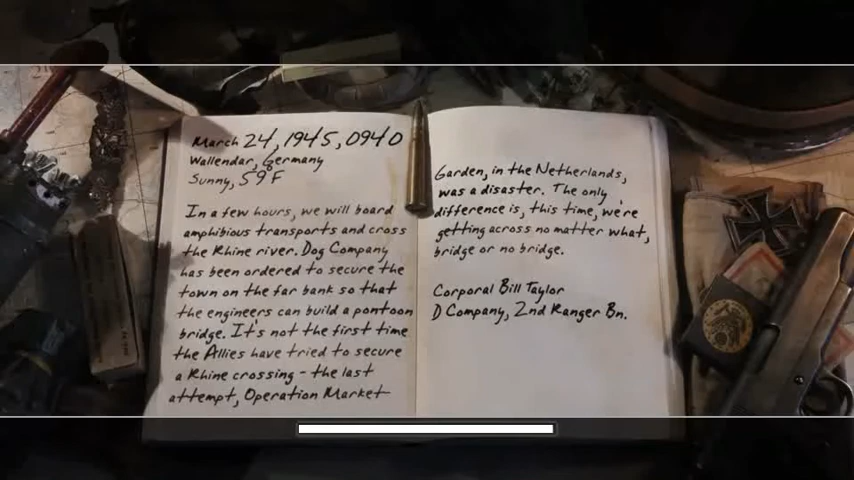 March 24, 1945, 0940
Wallendar, Germany
Sunny, 59°F
In a few hours, we will board
amphibious transports and cross
the Rhine river. Dog Company
has been ordered to secure the
town on the far bank so that
the engineers can build a pontoon
bridge. It's not the first time
the Allies have tried to secure
a Rhine crossing - the last
attempt, Operation Market
Garden, in the Netherlands,
was a disaster. The only
difference is, this time, we're
getting across no matter what,
bridge or no bridge.
Corporal Bill Taylor
D Company, 2nd Ranger Bn.